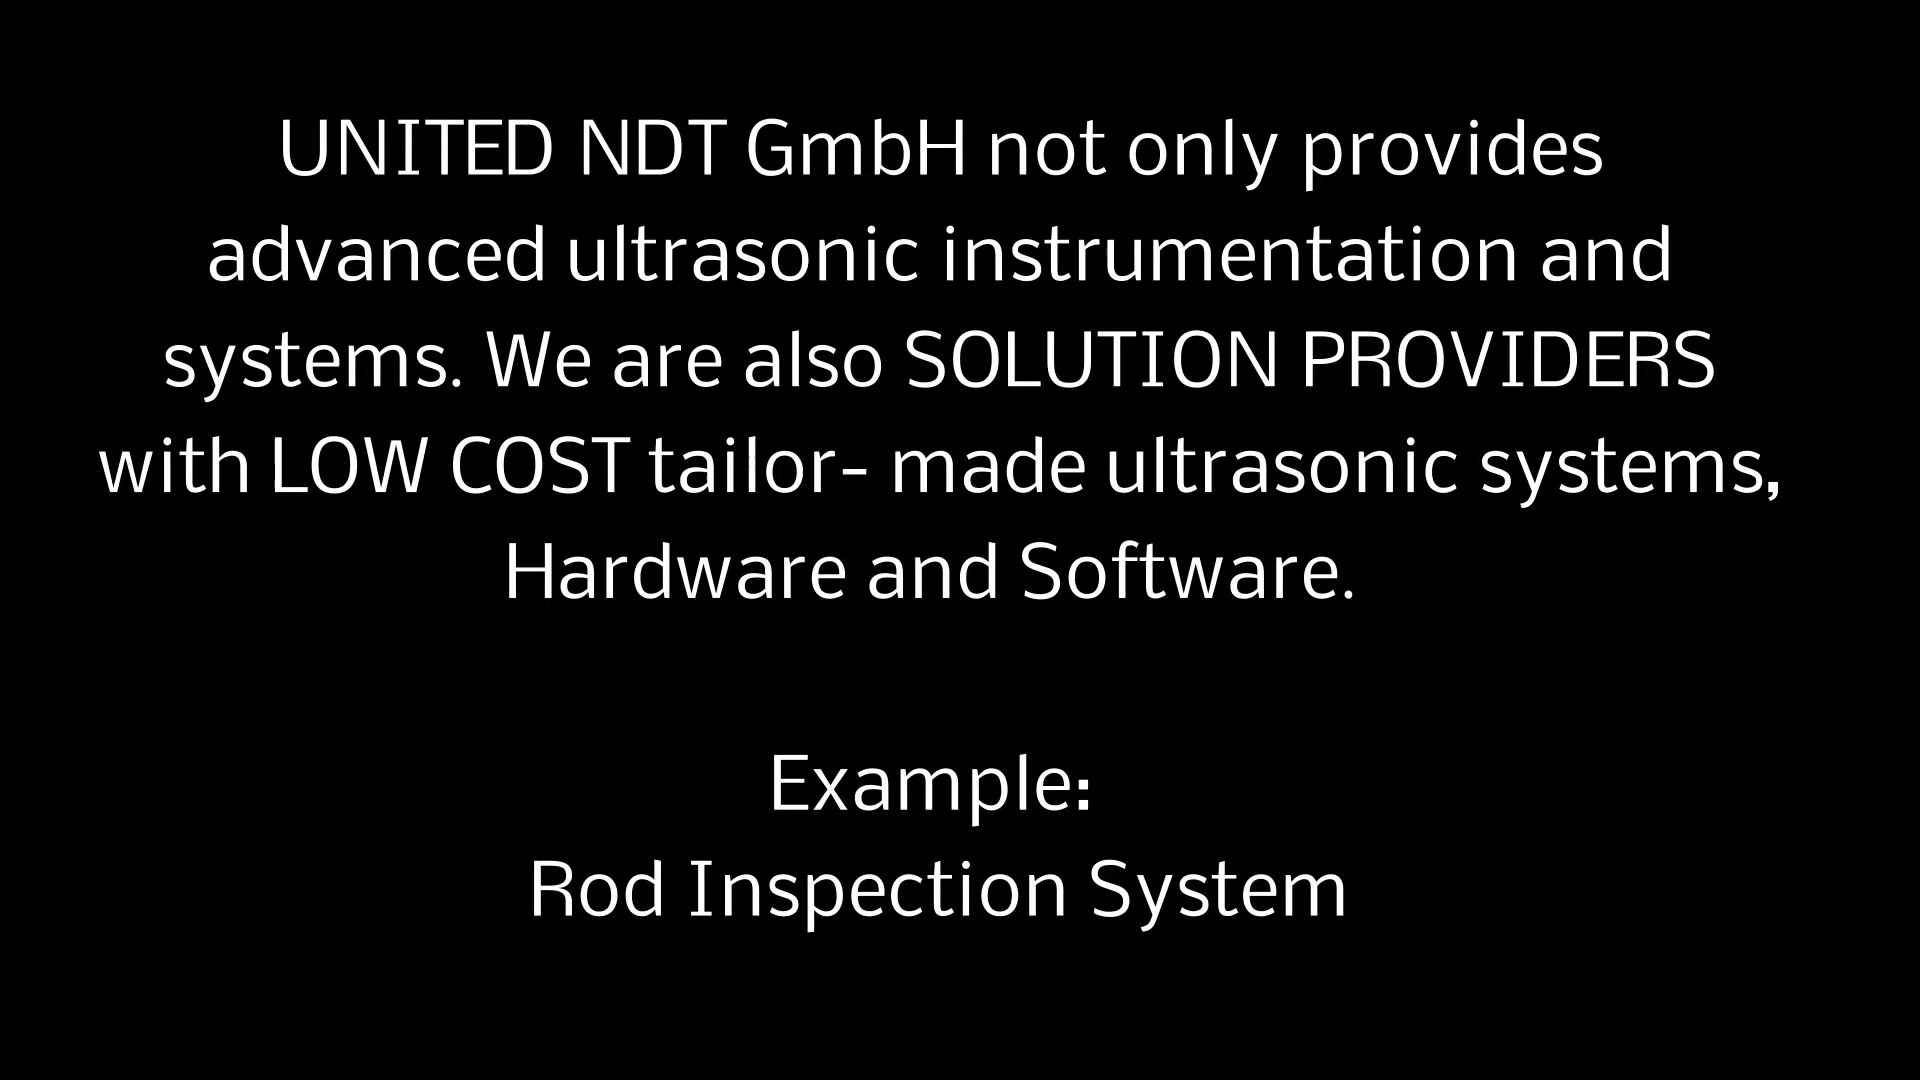 UNITED NDT GmbH not only provides
advanced ultrasonic instrumentation and
systems. We are also SOLUTION PROVIDERS
with LOW COST tailor- made ultrasonic systems,
Hardware and Software.
Example:
Rod Inspection System